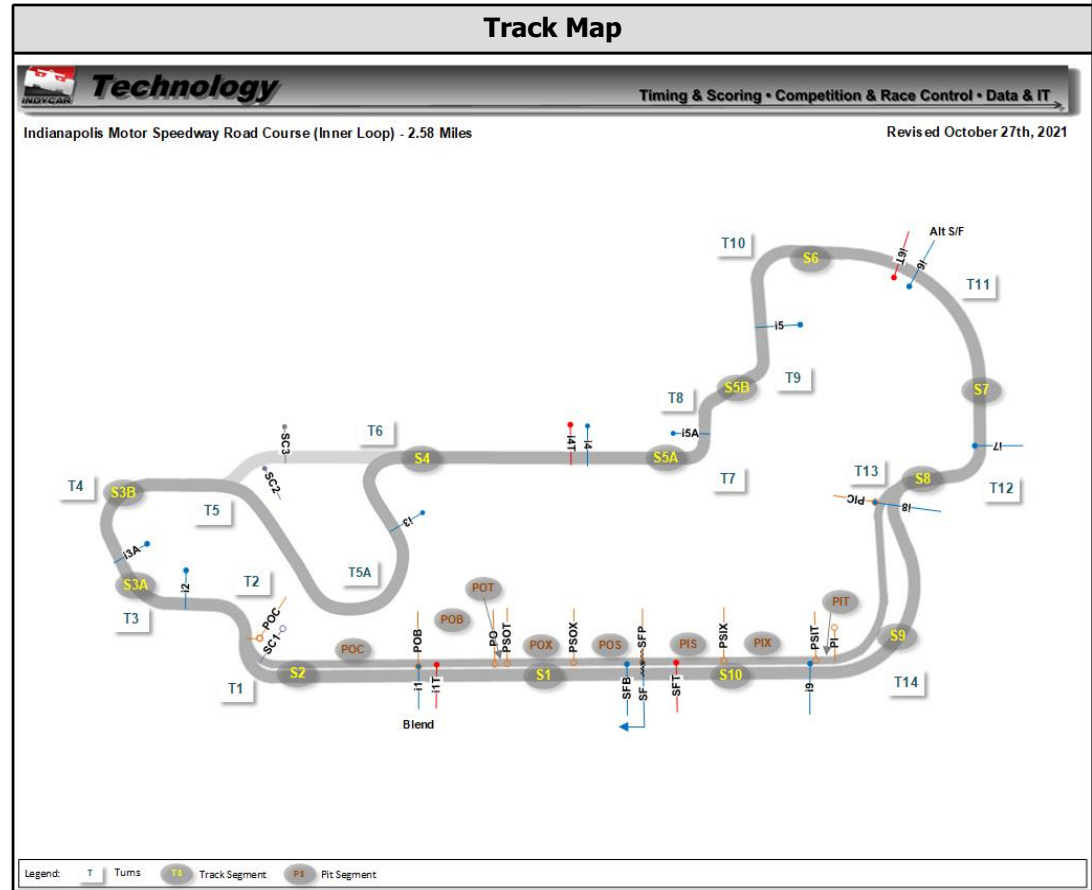 Track Map
INDYCAR Technology
Timing & Scoring • Competition & Race Control • Data & IT
Indianapolis Motor Speedway Road Course (Inner Loop) - 2.58 Miles
Revised October 27th, 2021
Alt S/F
T10
S6
i6T
i6
T11
i5
T9
S5B
T8
S7
i5A
T6
SC3
S4
i4T
i4
S5A
SC2
T7
i7
T13
S8
T12
T4
S3B
T5
PIC
i8
i3
i3A
T5A
S3A
i2
T2
T3
POC
SC1
POT
POB
PIT
S9
POC
POB
PO
PSOT
POX
PSOX
POS
SFP
PIS
PSIX
PIX
PSIT
PI
T1
S2
i1
i1T
S1
SFB
SF
SFT
S10
i9
T14
Blend
Legend: T Turns TS Track Segment PS Pit Segment